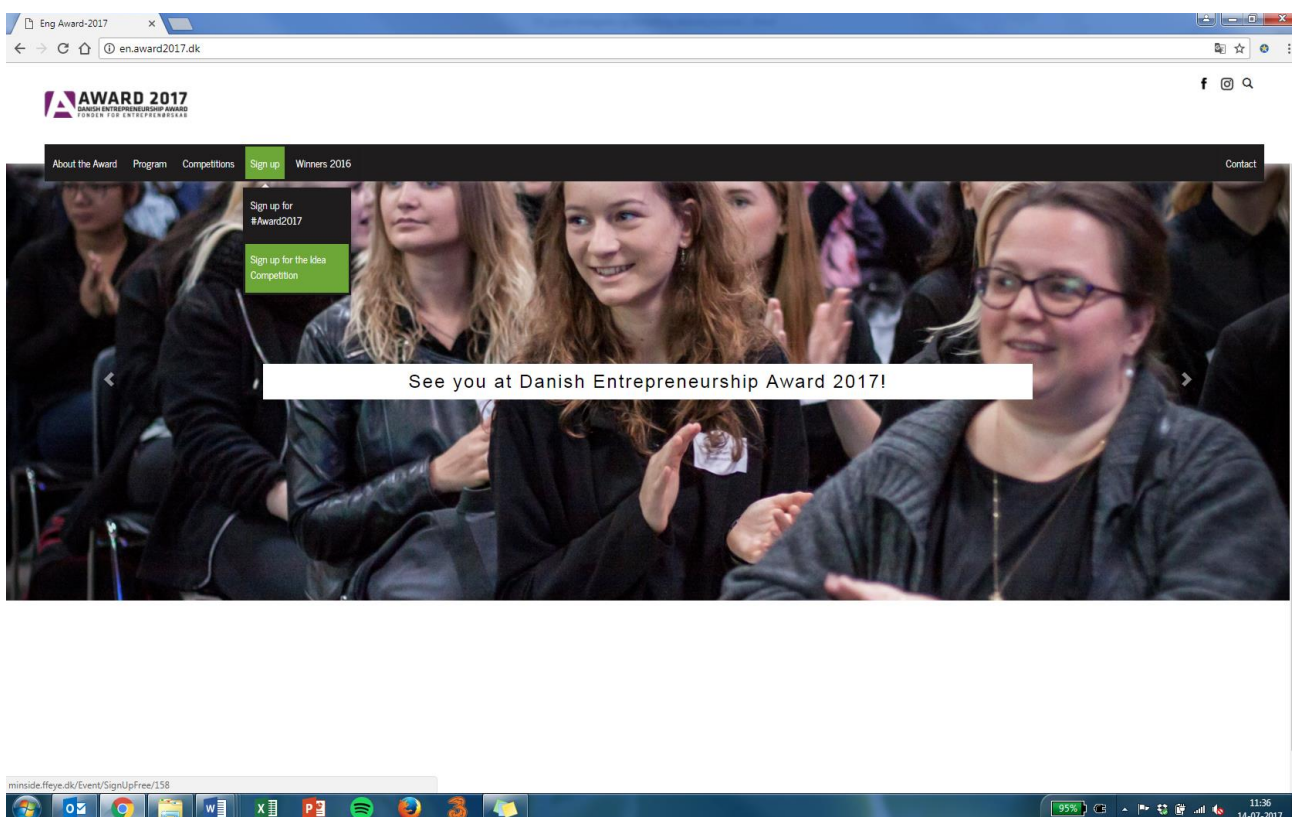 Eng Award-2017
en.award2017.dk
AWARD 2017
DANISH ENTREPRENEURSHIP AWARD
FONDEN FOR ENTREPRENØRSKAB
About the Award Program Competitions Sign up Winners 2016 Contact
Sign up for
#Award2017
Sign up for the Idea
Competition
See you at Danish Entrepreneurship Award 2017!
minside.ffeye.dk/Event/SignUpFree/158
95%
11:36
14-07-2017